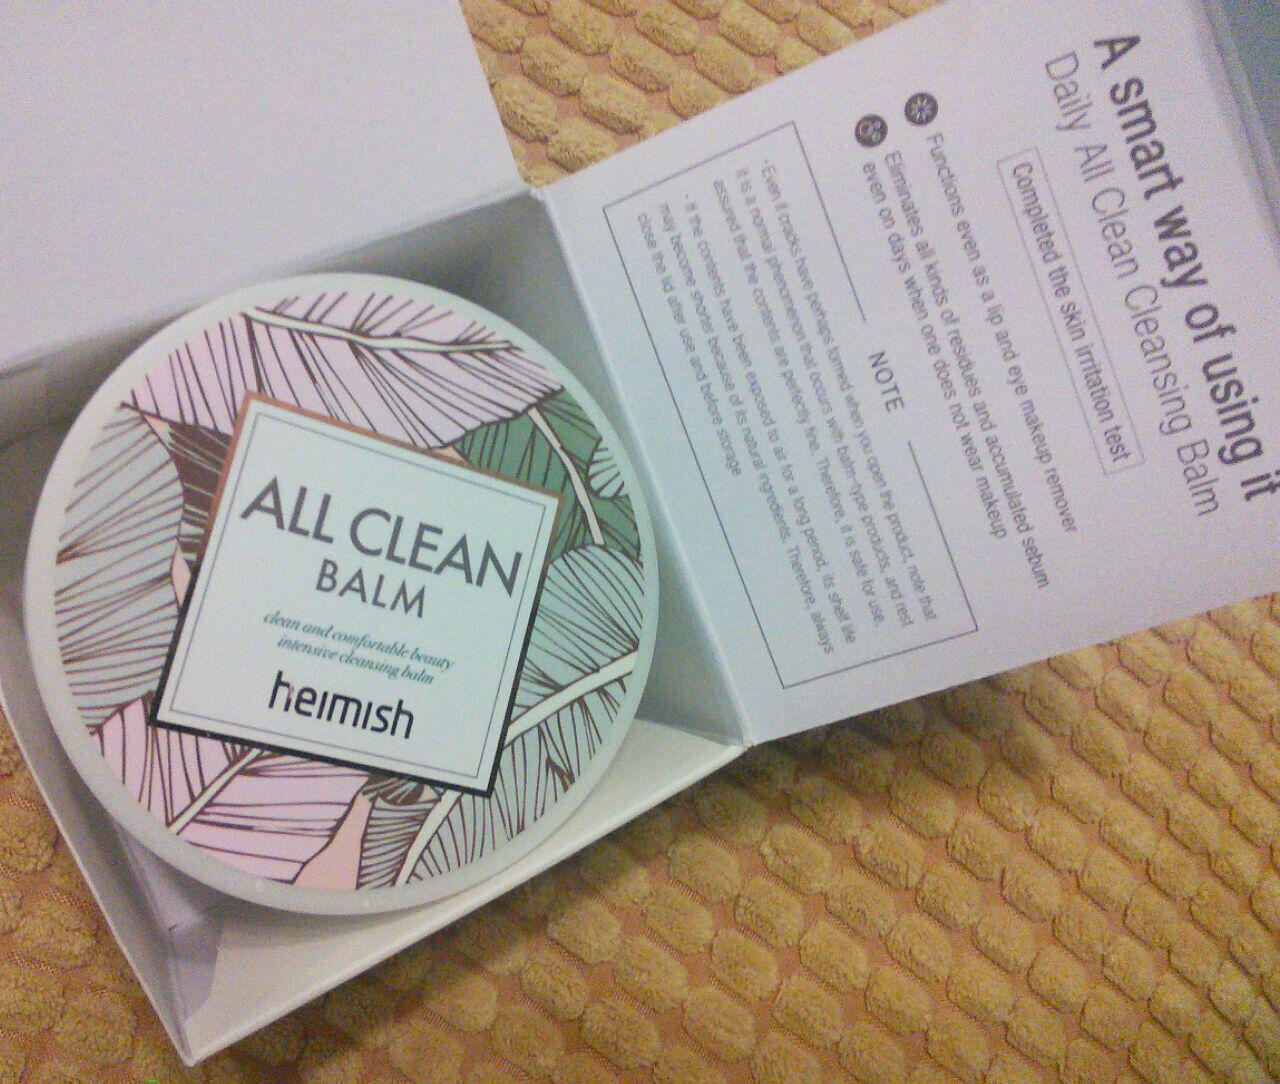 ALL CLEAN
BALM
clean and comfortable beauty
intensive cleansing balm
heimish
A smart way of using it
Daily All Clean Cleansing Balm
Completed the skin irritation test
Functions even as a lip and eye makeup remover
Eliminates all kinds of residues and accumulated sebum
even on days when one does not wear makeup
NOTE
· Even if cracks have perhaps formed when you open the product, note that
it is a normal phenomenon that occurs with balm-type products, and rest
assured that the contents are perfectly fine. Therefore, it is safe for use.
· If the contents have been exposed to air for a long period, its shelf life
may become shorter because of its natural ingredients. Therefore, always
close the lid after use and before storage